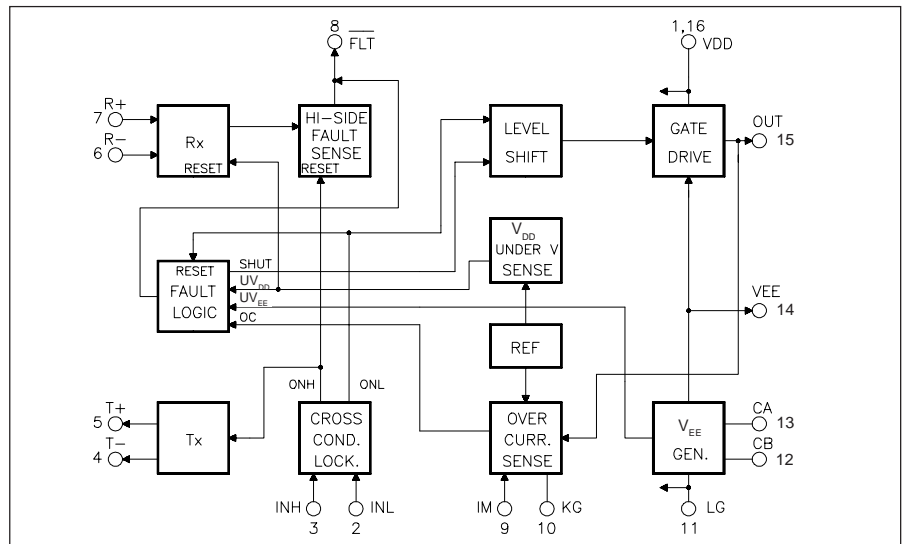 8 FLT
1,16 VDD
R+
7
R-
6
Rx
RESET
HI-SIDE
FAULT
SENSE
RESET
LEVEL
SHIFT
GATE
DRIVE
OUT
15
RESET
FAULT
LOGIC
SHUT
UVDD
UVEE
OC
VDD
UNDER V
SENSE
VEE
14
REF
ONH ONL
T+
5
T-
4
Tx
CROSS
COND.
LOCK.
OVER
CURR.
SENSE
VEE
GEN.
CA
13
CB
12
INH
3
INL
2
IM
9
KG
10
LG
11